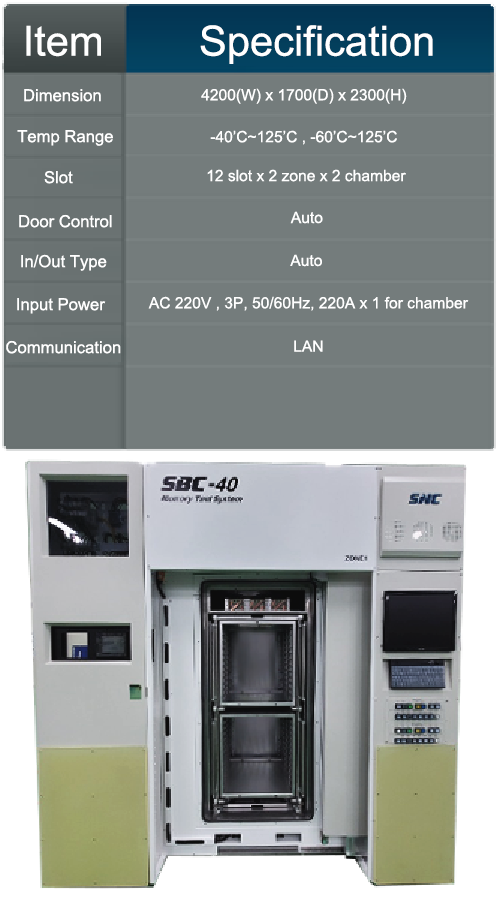 Item Specification
Dimension 4200(W) x 1700(D) x 2300(H)
Temp Range -40'C~125'C , -60'C~125'C
Slot 12 slot x 2 zone x 2 chamber
Door Control Auto
In/Out Type Auto
Input Power AC 220V , 3P, 50/60Hz, 220A x 1 for chamber
Communication LAN
SBC-40
Memory Test System
SNC
ZONE1